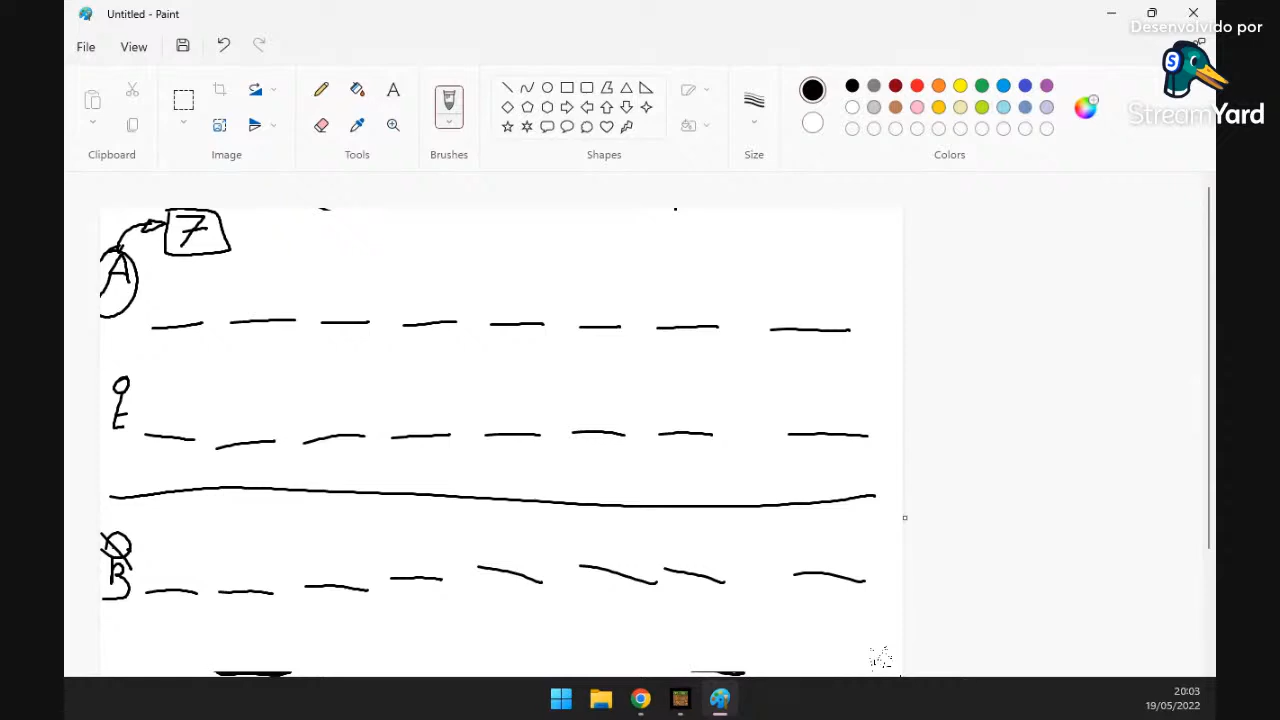 Untitled - Paint
Desenvolvido por
File View
S
StreamYard
A
Clipboard Image Tools Brushes Shapes Size Colors
7
A
E
B
20:03
19/05/2022